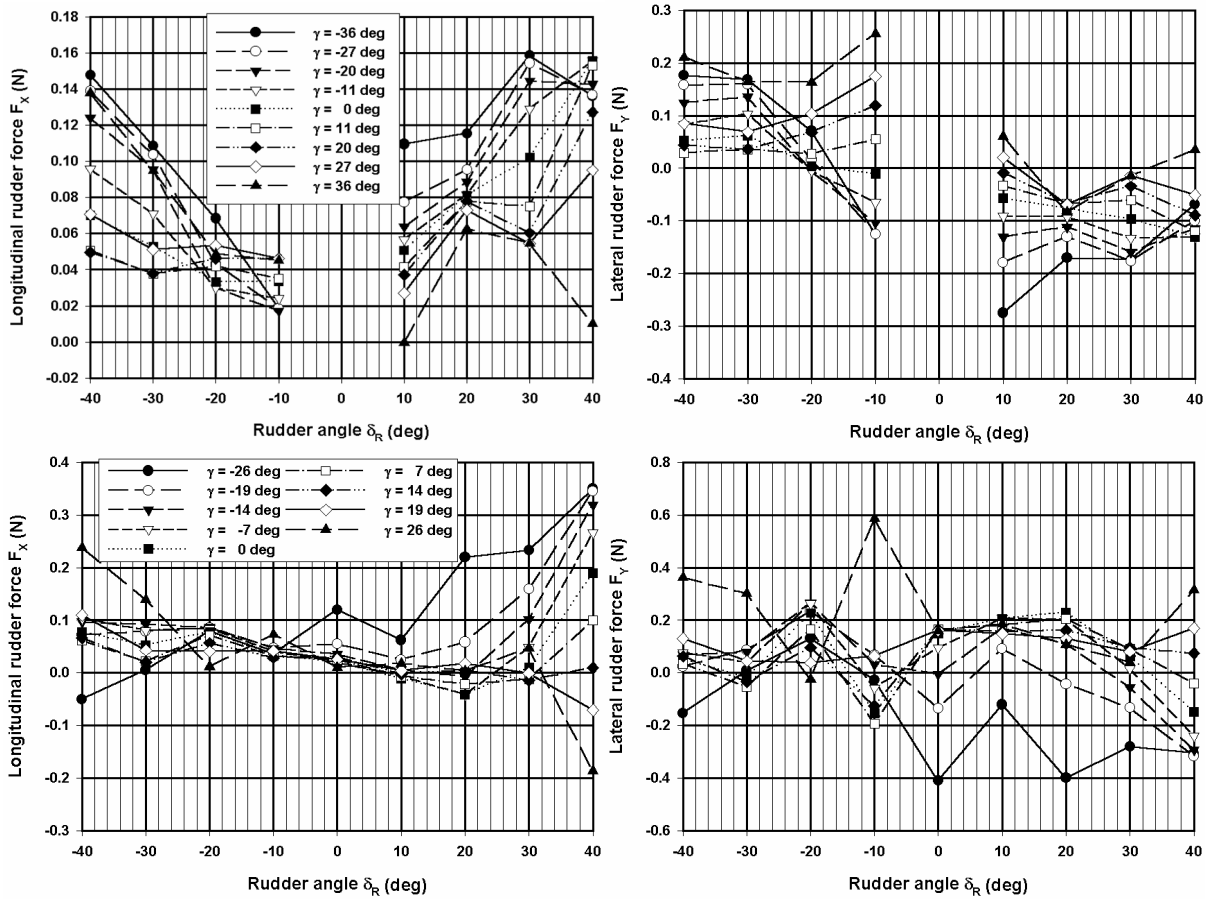 Longitudinal rudder force F_X (N)
0.18
0.16
0.14
0.12
0.10
0.08
0.06
0.04
0.02
0.00
-0.02
γ = -36 deg
γ = -27 deg
γ = -20 deg
γ = -11 deg
γ = 0 deg
γ = 11 deg
γ = 20 deg
γ = 27 deg
γ = 36 deg
-40 -30 -20 -10 0 10 20 30 40
Rudder angle δ_R (deg)
Lateral rudder force F_Y (N)
0.3
0.2
0.1
0.0
-0.1
-0.2
-0.3
-0.4
-40 -30 -20 -10 0 10 20 30 40
Rudder angle δ_R (deg)
Longitudinal rudder force F_X (N)
0.4
0.3
0.2
0.1
0.0
-0.1
-0.2
-0.3
γ = -26 deg
γ = -19 deg
γ = -14 deg
γ = -7 deg
γ = 0 deg
γ = 7 deg
γ = 14 deg
γ = 19 deg
γ = 26 deg
-40 -30 -20 -10 0 10 20 30 40
Rudder angle δ_R (deg)
Lateral rudder force F_Y (N)
0.8
0.6
0.4
0.2
0.0
-0.2
-0.4
-0.6
-40 -30 -20 -10 0 10 20 30 40
Rudder angle δ_R (deg)